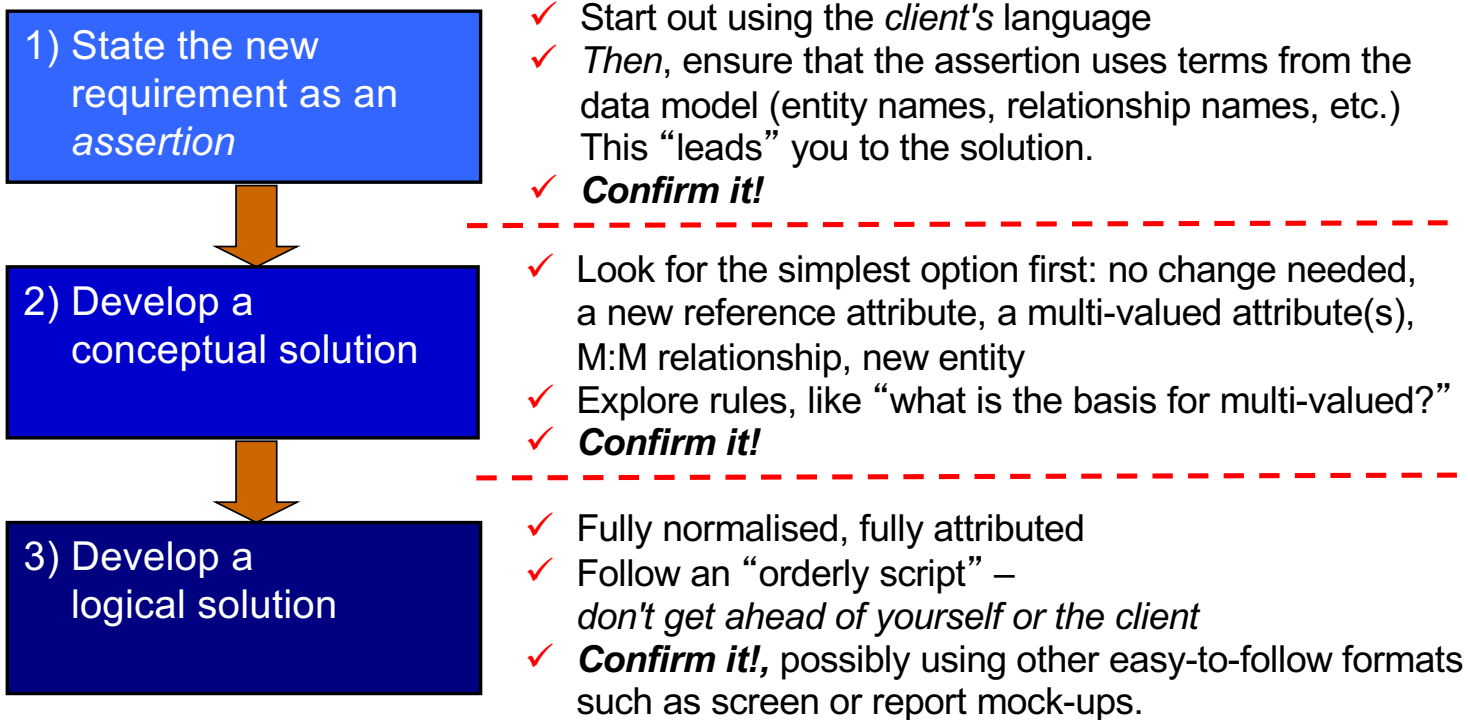 1) State the new
requirement as an
assertion
✓ Start out using the client's language
✓ Then, ensure that the assertion uses terms from the
data model (entity names, relationship names, etc.)
This “leads” you to the solution.
✓ Confirm it!
2) Develop a
conceptual solution
✓ Look for the simplest option first: no change needed,
a new reference attribute, a multi-valued attribute(s),
M:M relationship, new entity
✓ Explore rules, like “what is the basis for multi-valued?”
✓ Confirm it!
3) Develop a
logical solution
✓ Fully normalised, fully attributed
✓ Follow an “orderly script” –
don't get ahead of yourself or the client
✓ Confirm it!, possibly using other easy-to-follow formats
such as screen or report mock-ups.